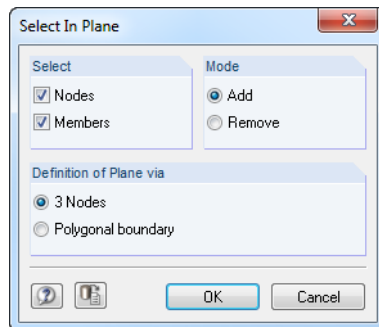 Select In Plane
Select
Nodes
Members
Mode
Add
Remove
Definition of Plane via
3 Nodes
Polygonal boundary
OK
Cancel